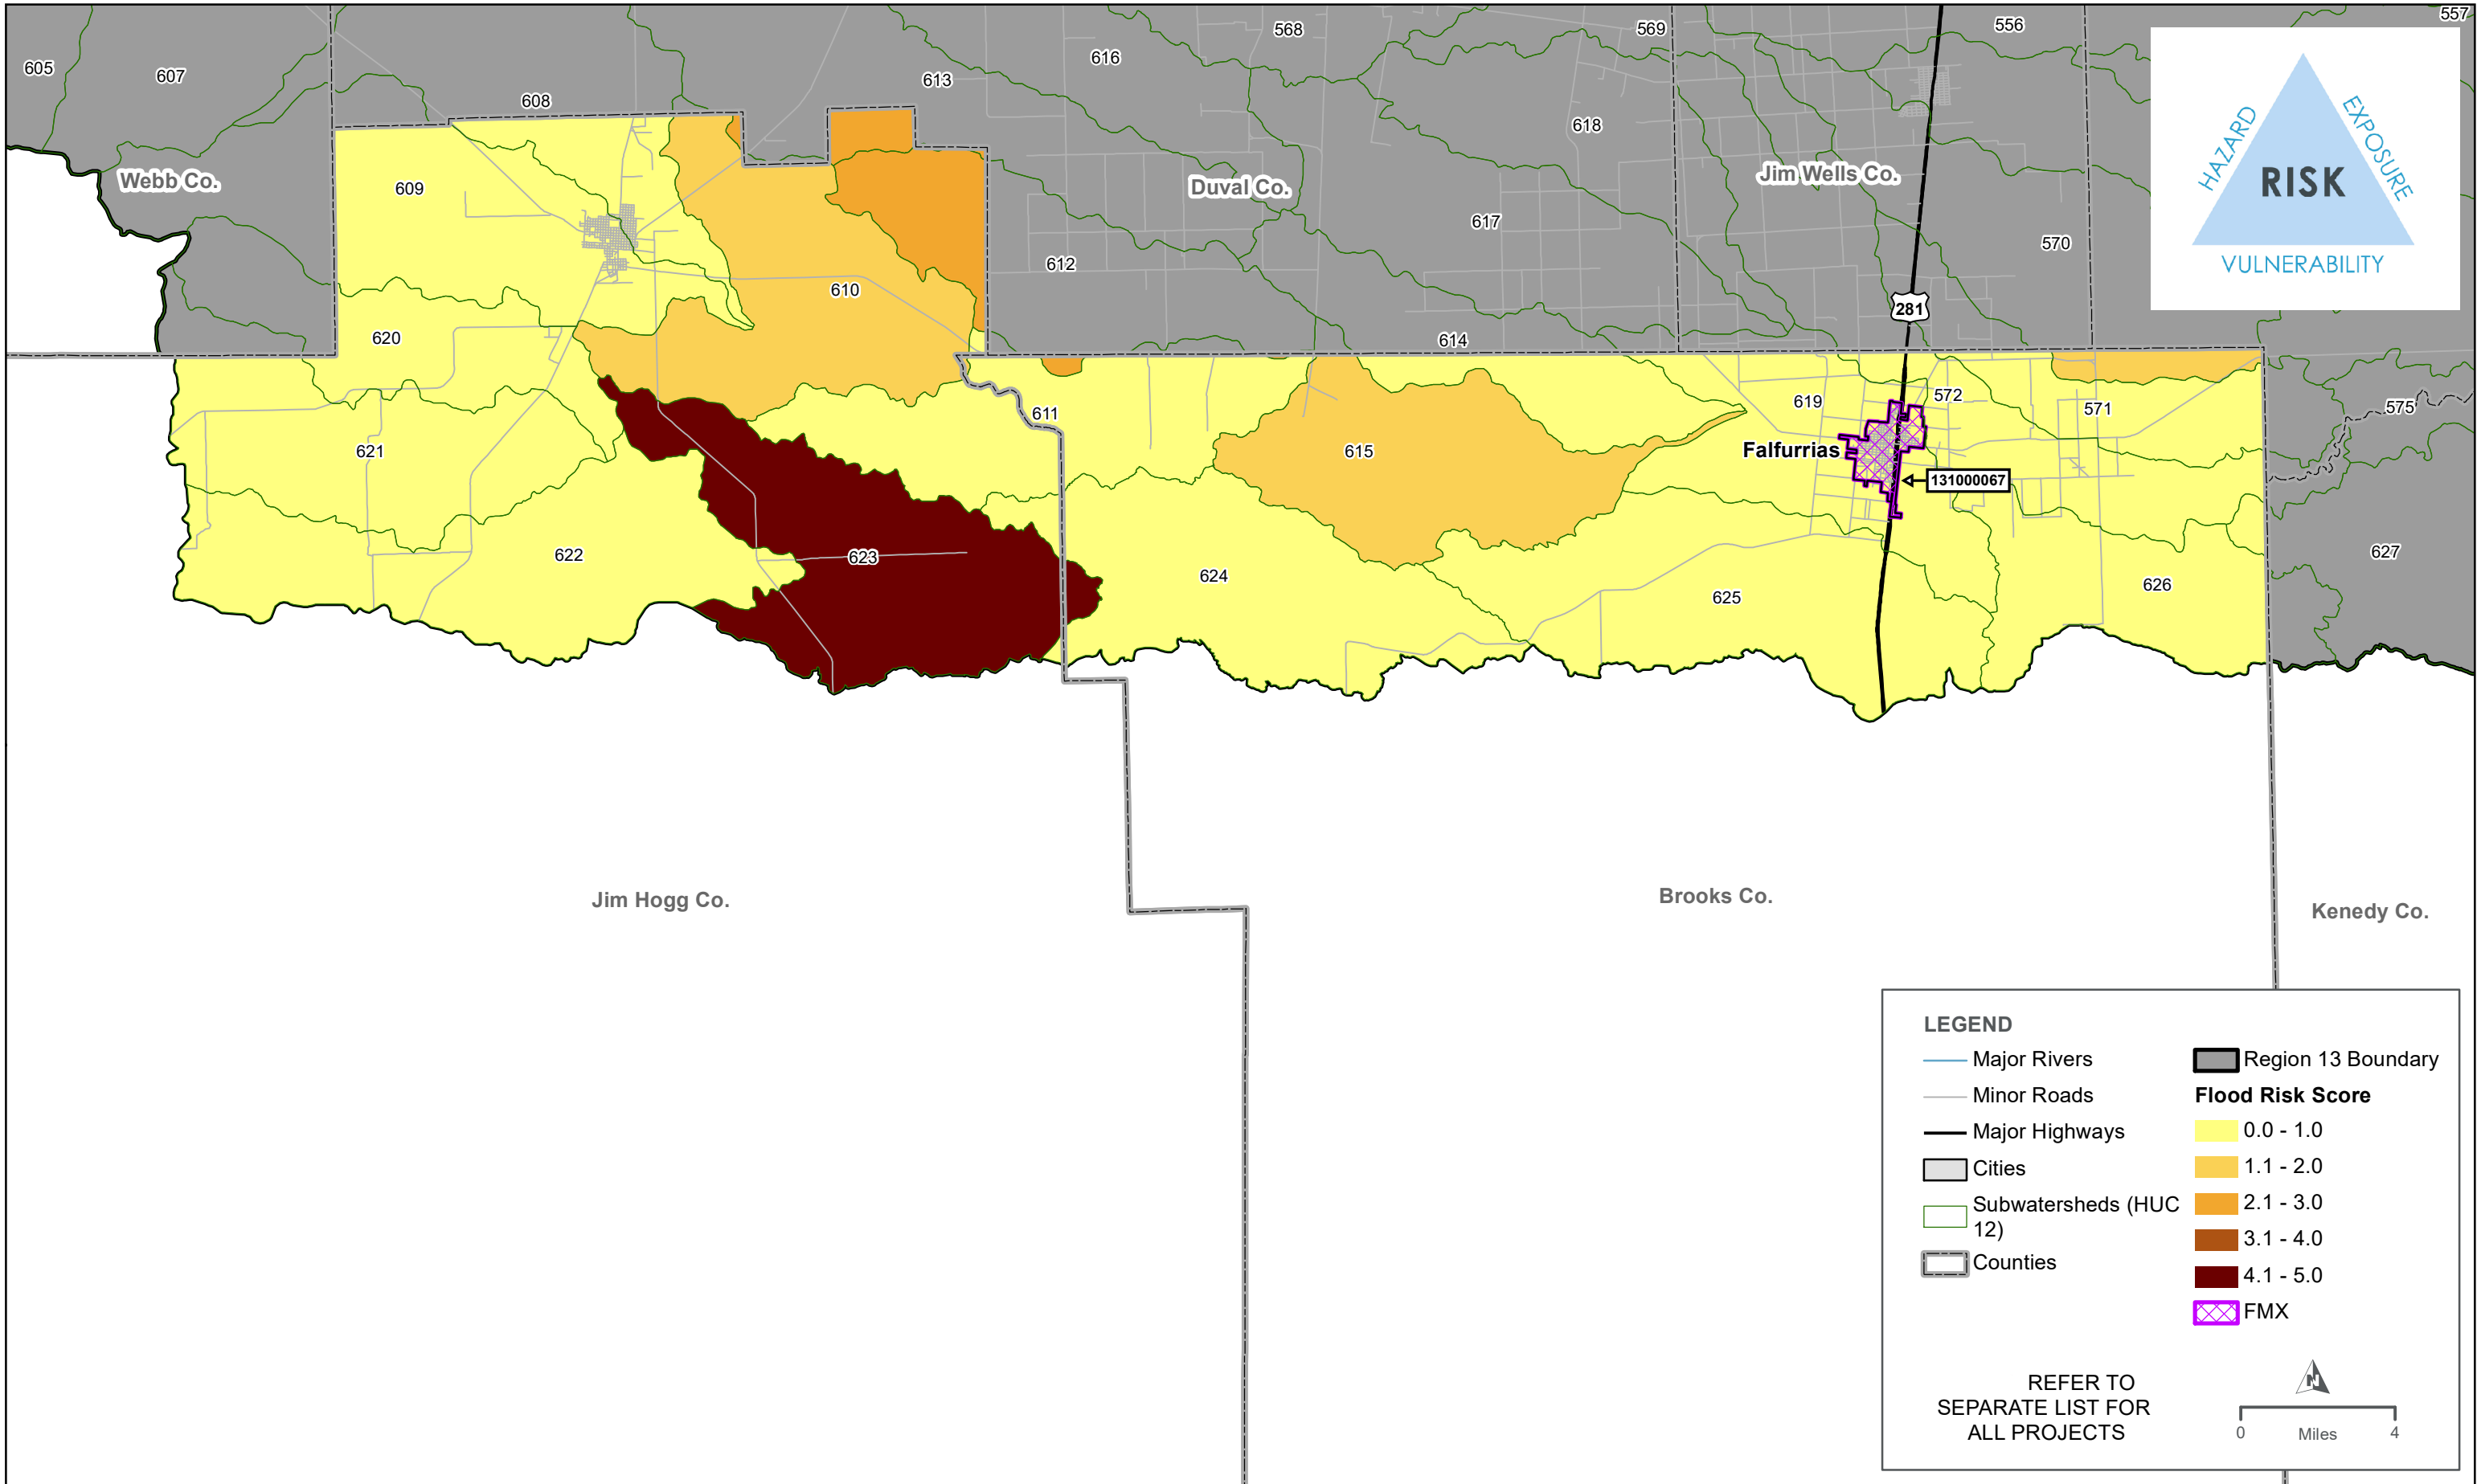 605
607
608
613
616
568
569
556
557
HAZARD
EXPOSURE
RISK
VULNERABILITY
618
Webb Co.
609
Duval Co.
Jim Wells Co.
617
570
612
610
281
620
614
611
619
572
571
575
621
615
Falfurrias
131000067
622
623
624
625
626
627
Jim Hogg Co.
Brooks Co.
Kenedy Co.
LEGEND
Major Rivers
Minor Roads
Major Highways
Cities
Subwatersheds (HUC
12)
Counties
Region 13 Boundary
Flood Risk Score
0.0 - 1.0
1.1 - 2.0
2.1 - 3.0
3.1 - 4.0
4.1 - 5.0
FMX
REFER TO
SEPARATE LIST FOR
ALL PROJECTS
N
0 Miles 4